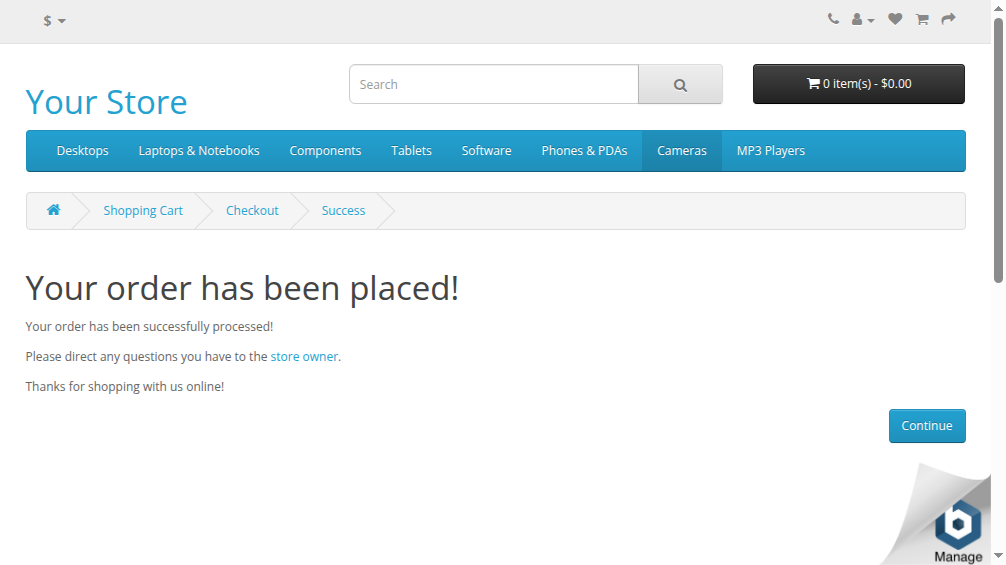 $
Your Store
Search
0 item(s) - $0.00
Desktops
Laptops & Notebooks
Components
Tablets
Software
Phones & PDAs
Cameras
MP3 Players
Shopping Cart
Checkout
Success
Your order has been placed!
Your order has been successfully processed!
Please direct any questions you have to the store owner.
Thanks for shopping with us online!
Continue
b
Manage